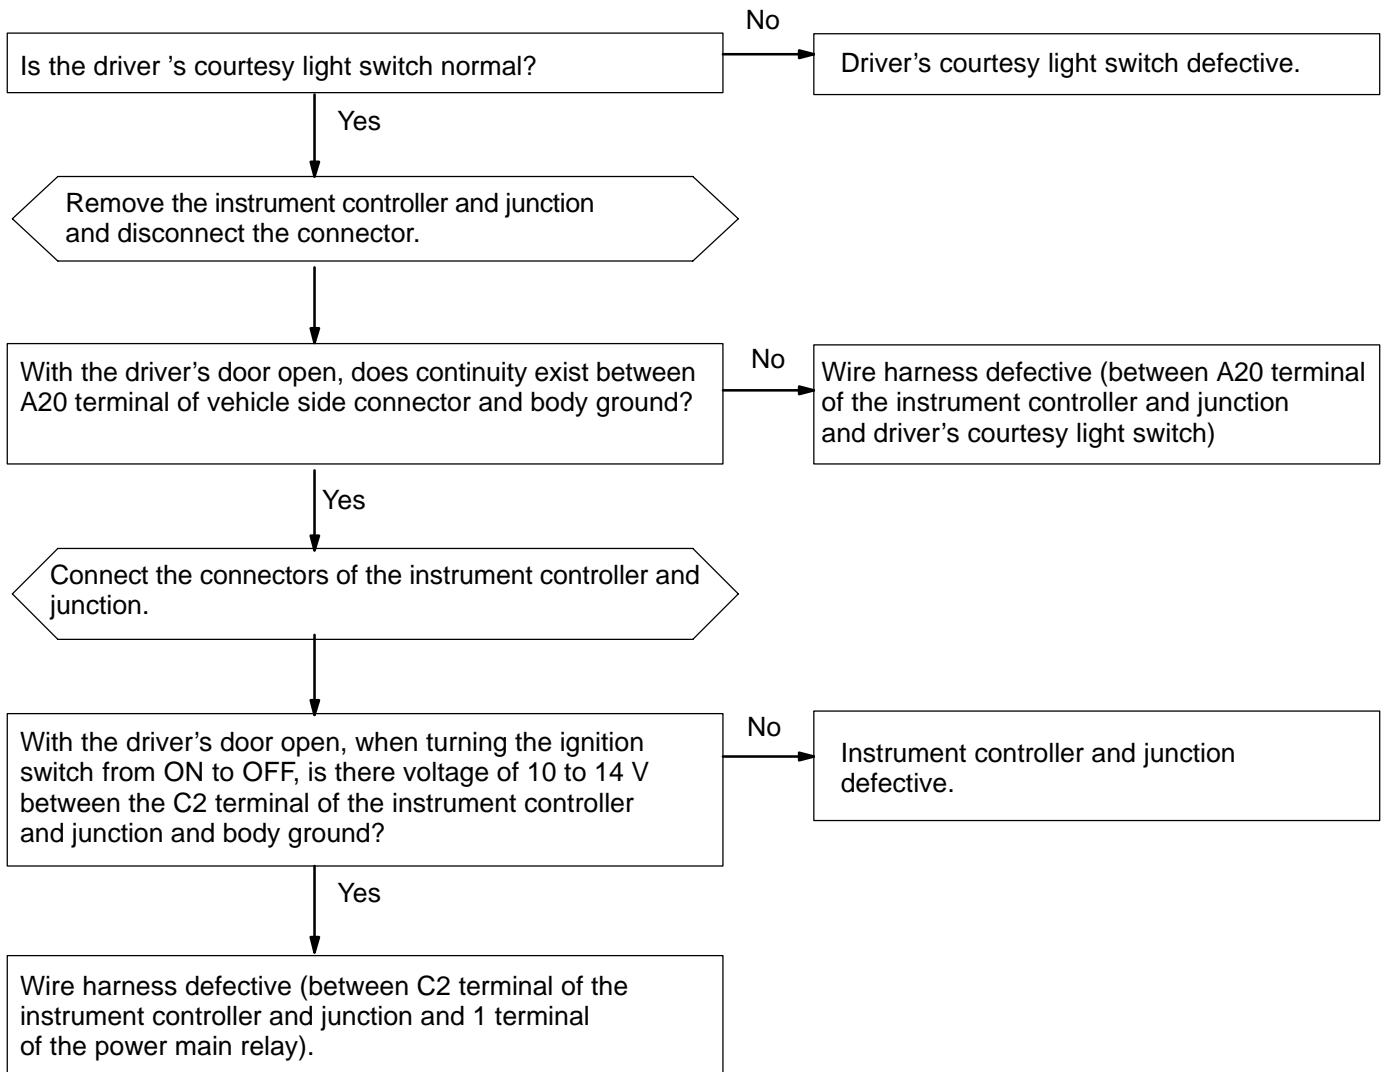 No
Is the driver 's courtesy light switch normal?
Driver's courtesy light switch defective.
Yes
Remove the instrument controller and junction
and disconnect the connector.
With the driver's door open, does continuity exist between
A20 terminal of vehicle side connector and body ground?
No
Wire harness defective (between A20 terminal
of the instrument controller and junction
and driver's courtesy light switch)
Yes
Connect the connectors of the instrument controller and
junction.
With the driver's door open, when turning the ignition
switch from ON to OFF, is there voltage of 10 to 14 V
between the C2 terminal of the instrument controller
and junction and body ground?
No
Instrument controller and junction
defective.
Yes
Wire harness defective (between C2 terminal of the
instrument controller and junction and 1 terminal
of the power main relay).